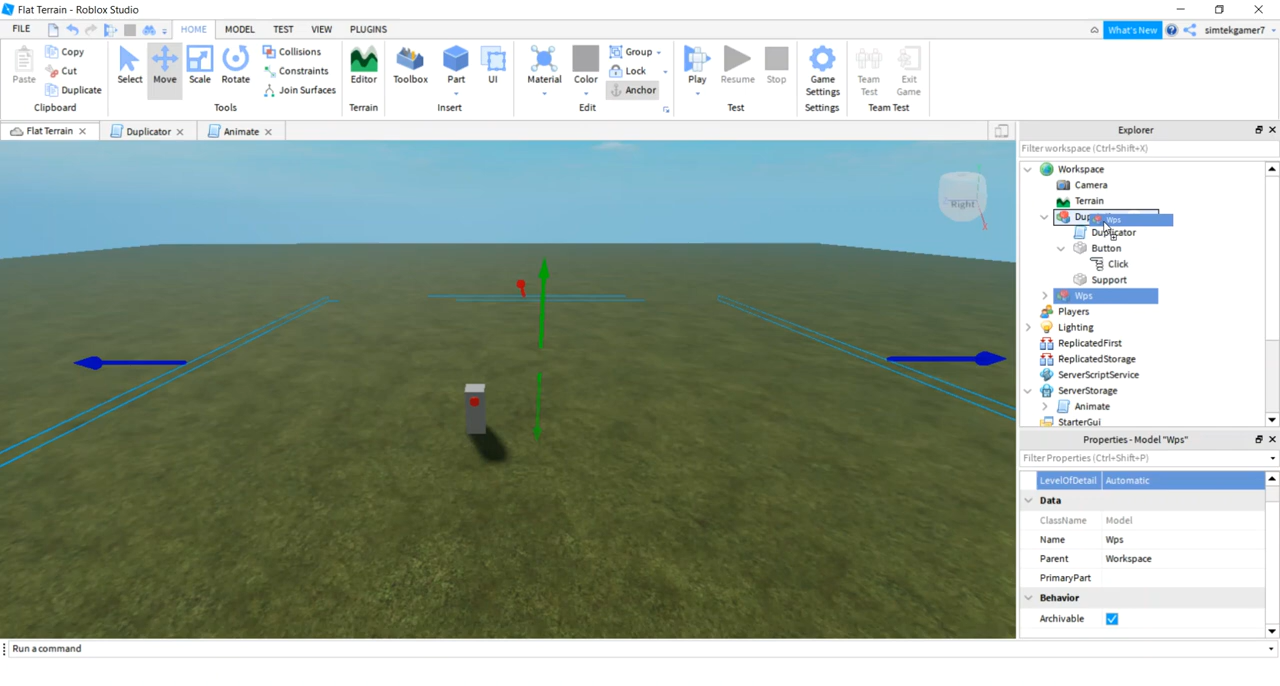 Flat Terrain - Roblox Studio
FILE HOME MODEL TEST VIEW PLUGINS What's New simtekgamer7
Paste Copy Cut Duplicate Select Move Scale Rotate Collisions Constraints Join Surfaces Editor Toolbox Part UI Material Color Group Lock Anchor Play Resume Stop Game Settings Team Test Exit Game
Clipboard Tools Terrain Insert Edit Test Settings Team Test
Flat Terrain Duplicator Animate Explorer
Filter workspace (Ctrl+Shift+X)
Workspace
Camera
Terrain
Wps
Duplicator
Button
Click
Support
Wps
Players
Lighting
ReplicatedFirst
ReplicatedStorage
ServerScriptService
ServerStorage
Animate
StarterGui
Right
Properties - Model "Wps"
Filter Properties (Ctrl+Shift+P)
LevelOfDetail Automatic
Data
ClassName Model
Name Wps
Parent Workspace
PrimaryPart
Behavior
Archivable
Run a command